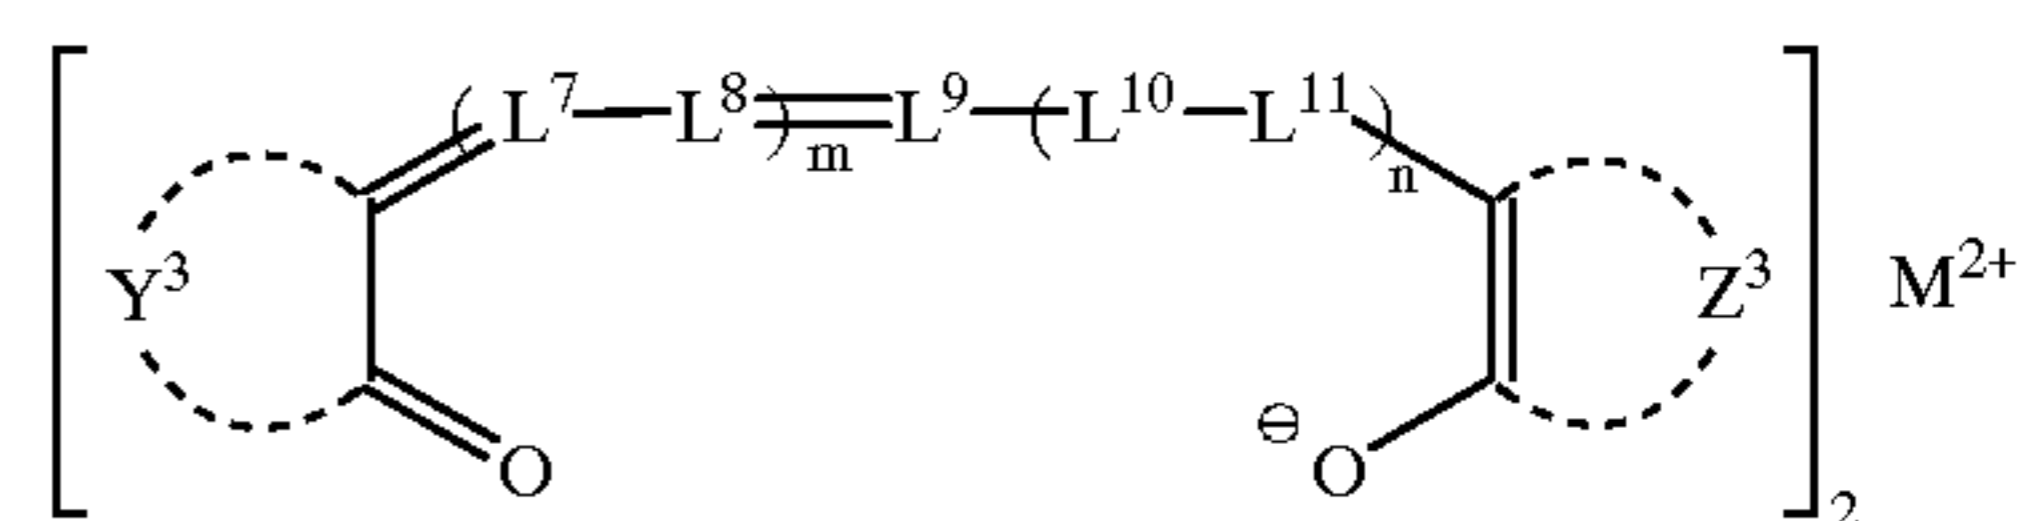 [ ( L⁷ — L⁸ )m = L⁹ — ( L¹⁰ — L¹¹ )n ]₂ M²⁺
Y³ Z³
O ⊖O